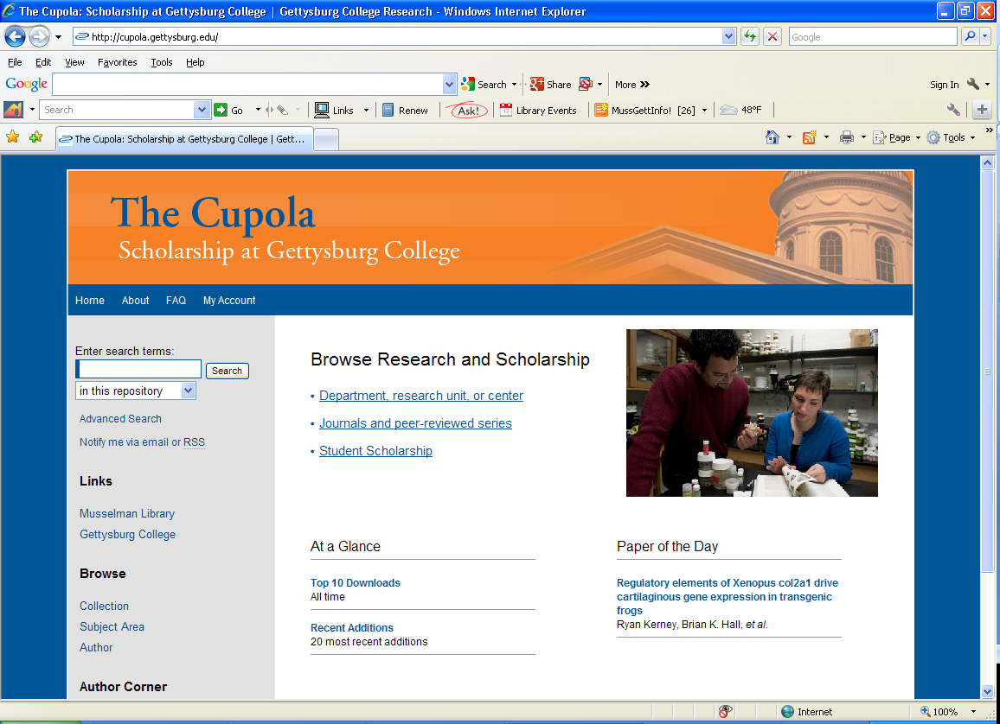 The Cupola: Scholarship at Gettysburg College | Gettysburg College Research - Windows Internet Explorer
http://cupola.gettysburg.edu/
Google
File Edit View Favorites Tools Help
Google Search Share More Sign In
Search Go Links Renew Ask! Library Events MussGetInfo! [26] 48°F
The Cupola: Scholarship at Gettysburg College | Gett...
Page Tools
The Cupola
Scholarship at Gettysburg College
Home About FAQ My Account
Enter search terms:
Search
in this repository
Advanced Search
Notify me via email or RSS
Links
Musselman Library
Gettysburg College
Browse
Collection
Subject Area
Author
Author Corner
Browse Research and Scholarship
• Department, research unit, or center
• Journals and peer-reviewed series
• Student Scholarship
At a Glance
Top 10 Downloads
All time
Recent Additions
20 most recent additions
Paper of the Day
Regulatory elements of Xenopus col2a1 drive
cartilaginous gene expression in transgenic
frogs
Ryan Kerney, Brian K. Hall, et al.
Internet 100%